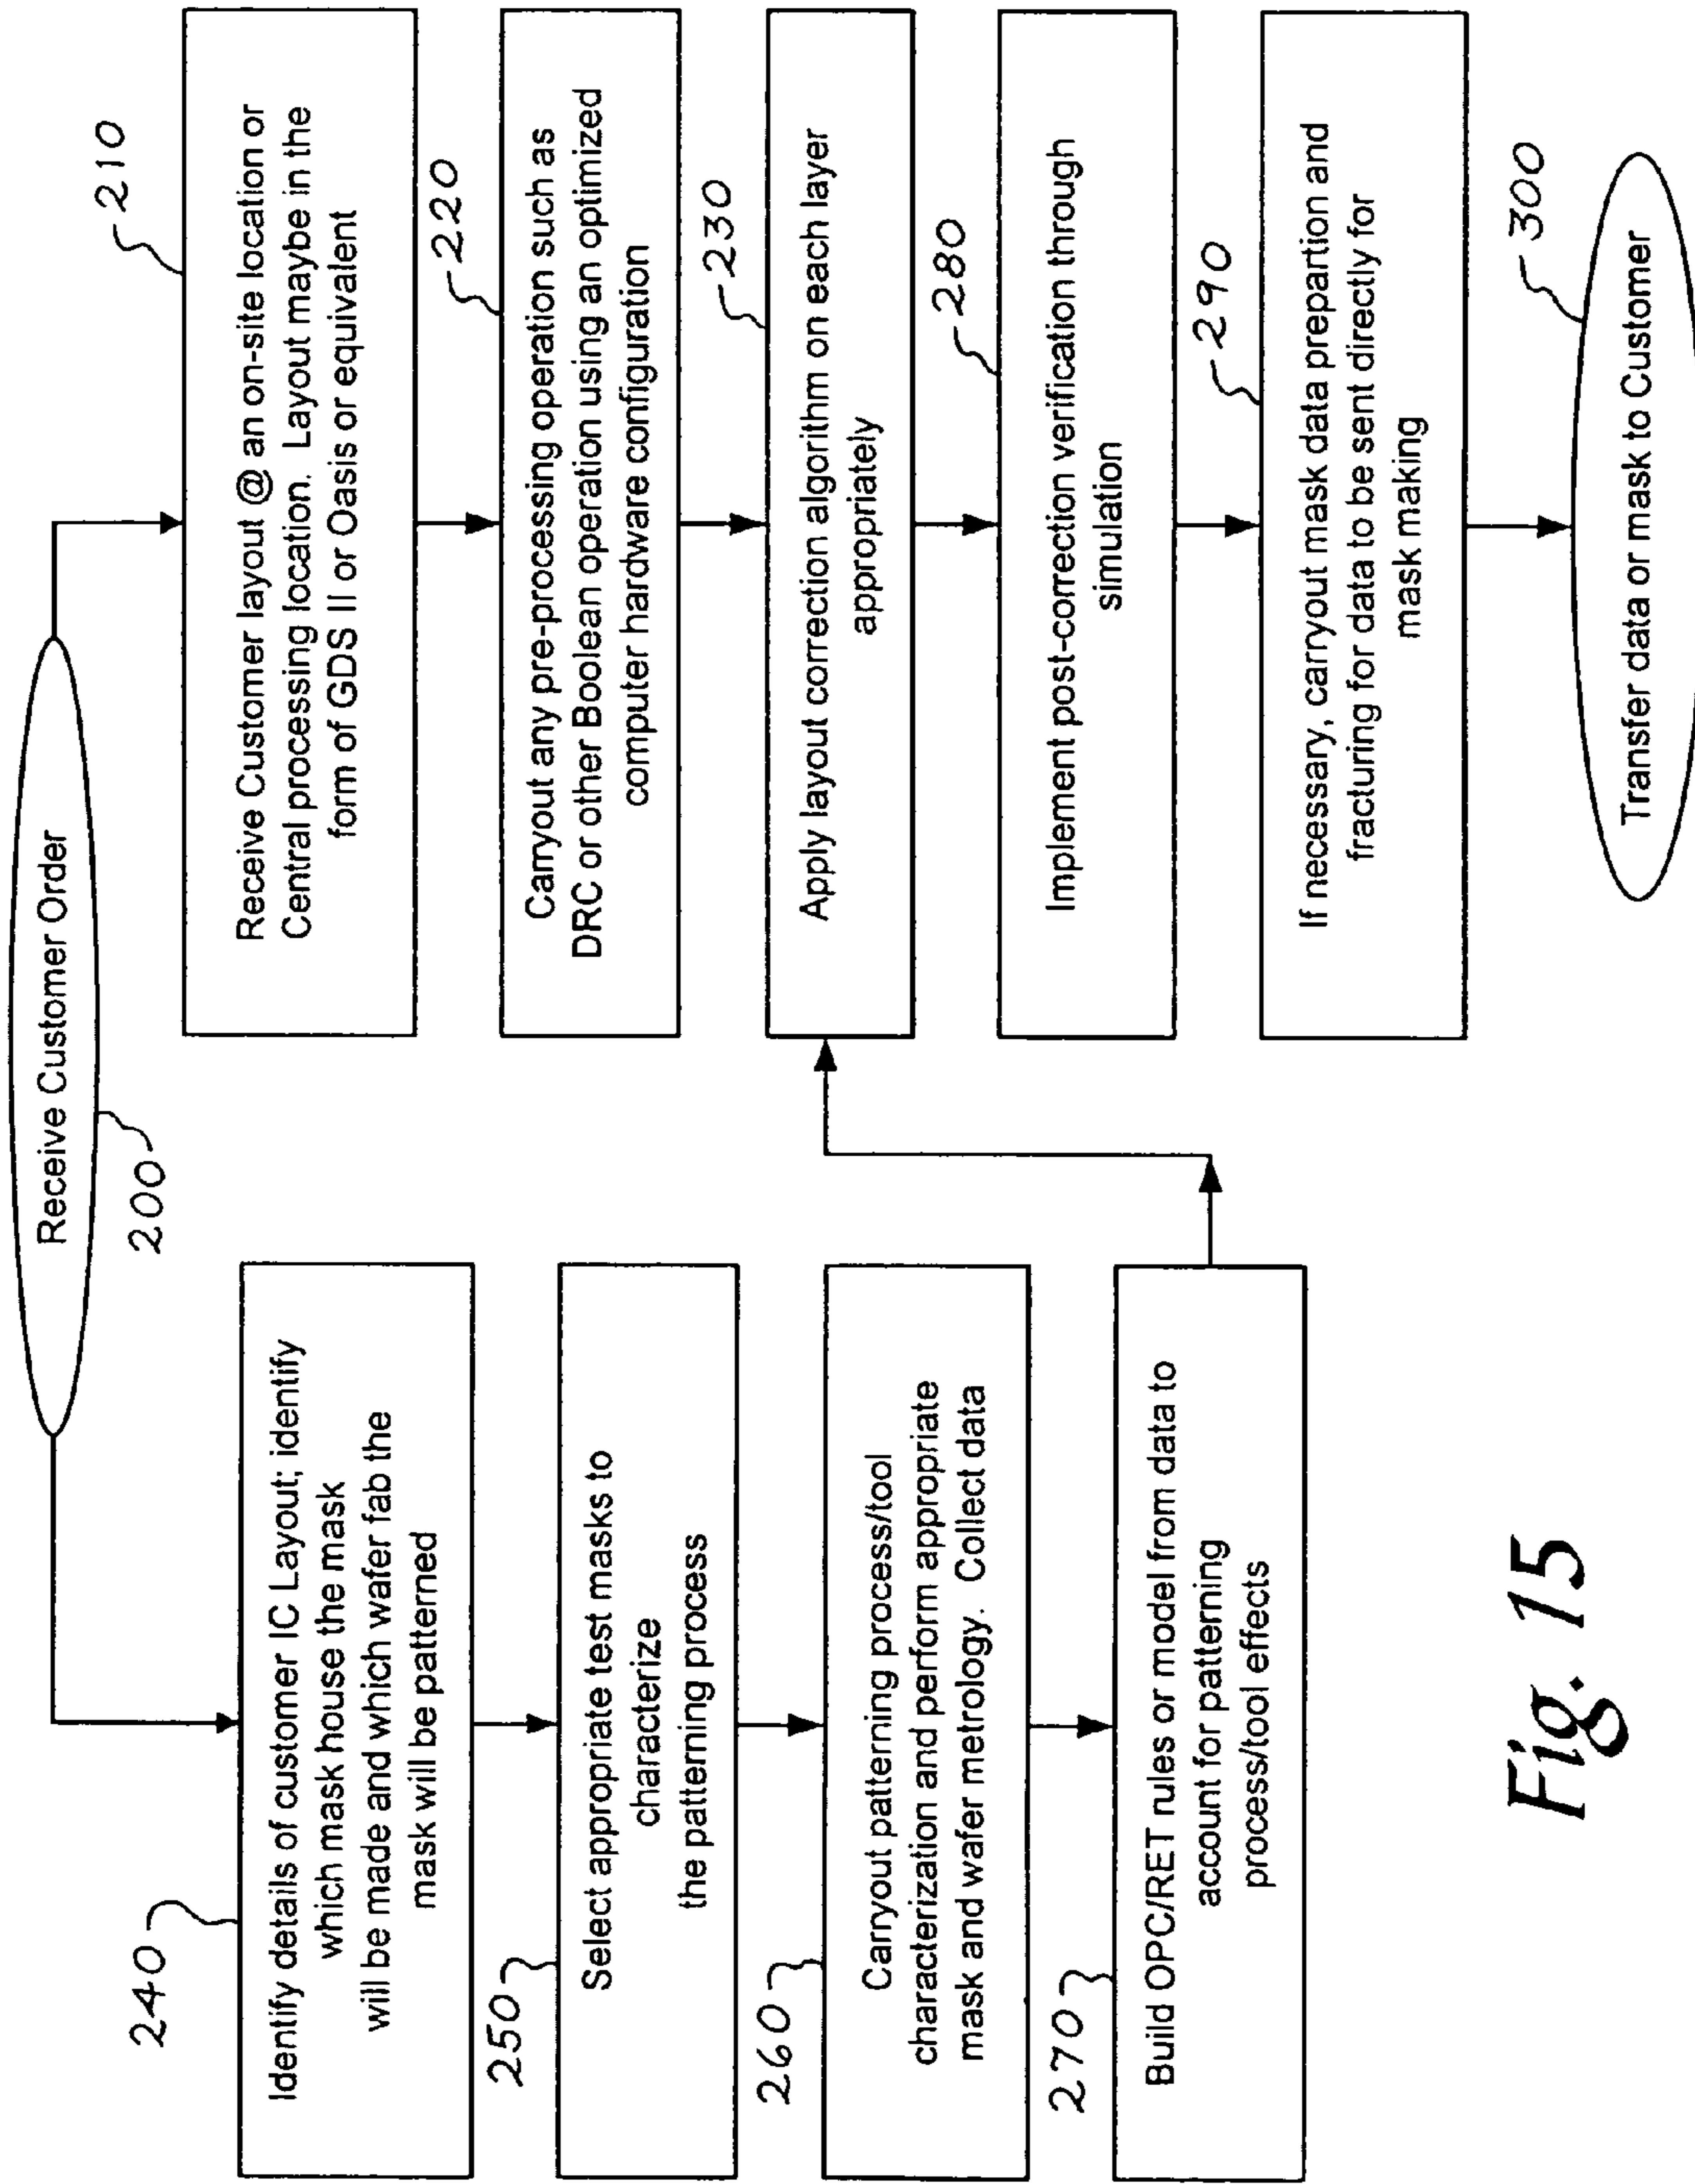 Receive Customer Order
200
240
Identify details of customer IC Layout; identify
which mask house the mask
will be made and which wafer fab the
mask will be patterned
250
Select appropriate test masks to
characterize
the patterning process
260
Carryout patterning process/tool
characterization and perform appropriate
mask and wafer metrology. Collect data
270
Build OPC/RET rules or model from data to
account for patterning
process/tool effects
210
Receive Customer layout @ an on-site location or
Central processing location. Layout maybe in the
form of GDS II or Oasis or equivalent
220
Carryout any pre-processing operation such as
DRC or other Boolean operation using an optimized
computer hardware configuration
230
Apply layout correction algorithm on each layer
appropriately
280
Implement post-correction verification through
simulation
290
If necessary, carryout mask data prepartion and
fracturing for data to be sent directly for
mask making
300
Transfer data or mask to Customer
Fig. 15